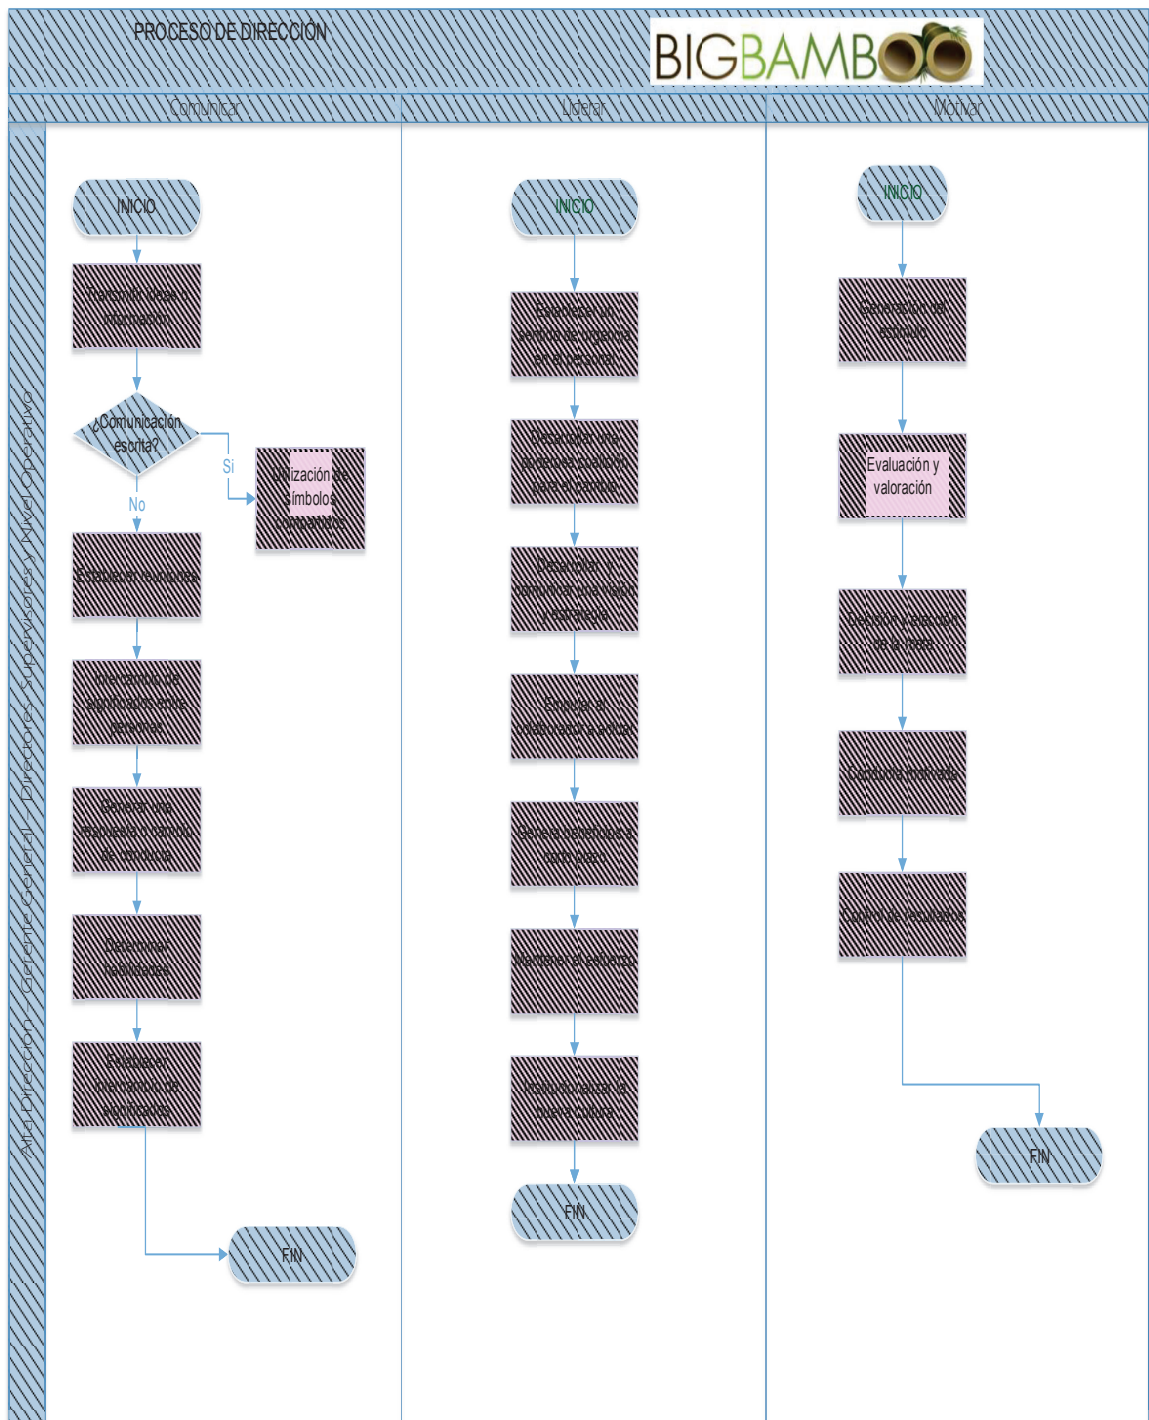 PROCESO DE DIRECCIÓN
BIGBAMBOO
Comunicar
Liderar
Motivar
Alta Dirección – Gerente General – Directores, Supervisores y Nivel Operativo
INICIO
Transmitir ideas o
información
¿Comunicación
escrita?
Si
No
Utilización de
símbolos
compartidos
Establecer reuniones
Intercambio de
significados entre
personas
Generar una
respuesta o cambio
de conducta
Determinar
habilidades
Establecer
intercambio de
significados
FIN
INICIO
Establecer un
sentido de urgencia
en el personal
Desarrollar una
poderosa coalición
para el cambio
Desarrollar y
comunicar una visión
y estrategia
Empujar al
colaborador a actuar
Genera beneficios a
corto plazo
Mantener el esfuerzo
Institucionalizar la
nueva cultura
FIN
INICIO
Generación del
estímulo
Evaluación y
valoración
Decisión y elección
de la meta
Conducta motivada
Control de resultados
FIN